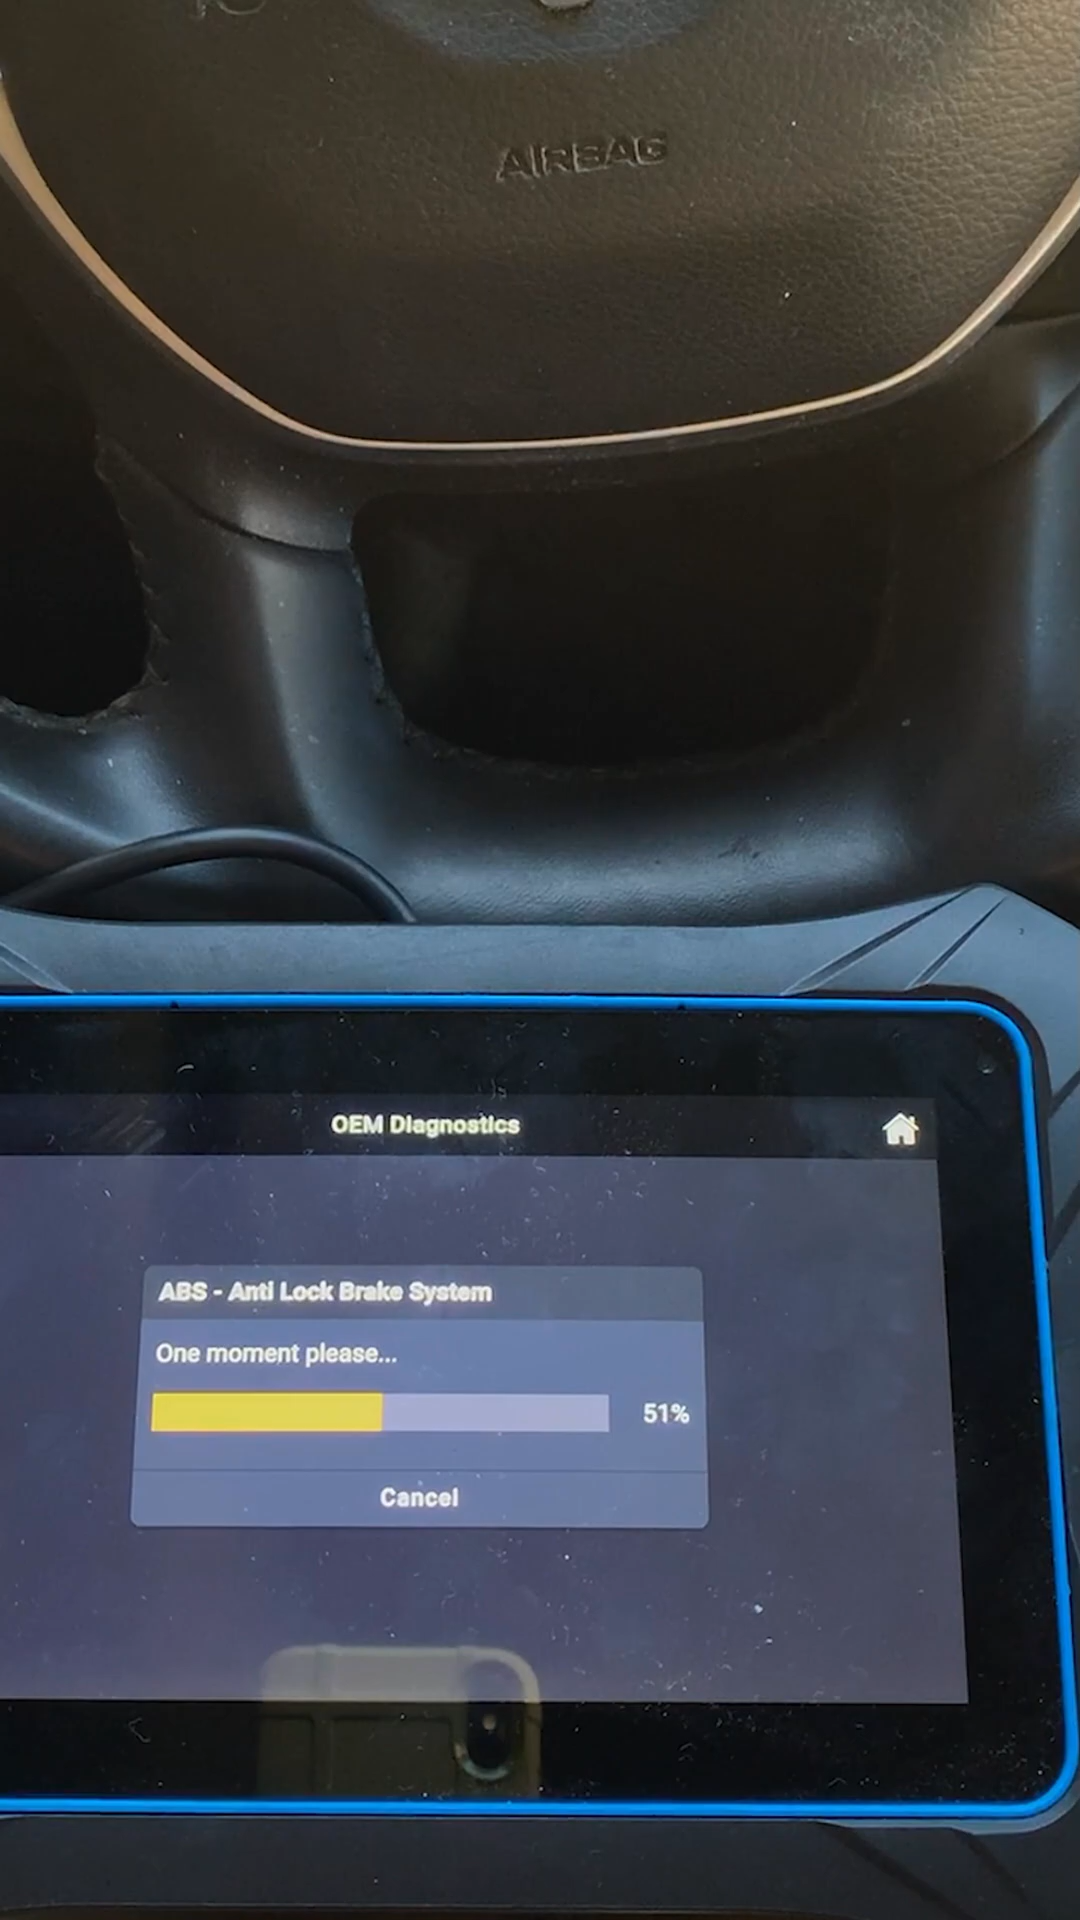 AIRBAG
OEM Diagnostics
ABS - Anti Lock Brake System
One moment please...
51%
Cancel